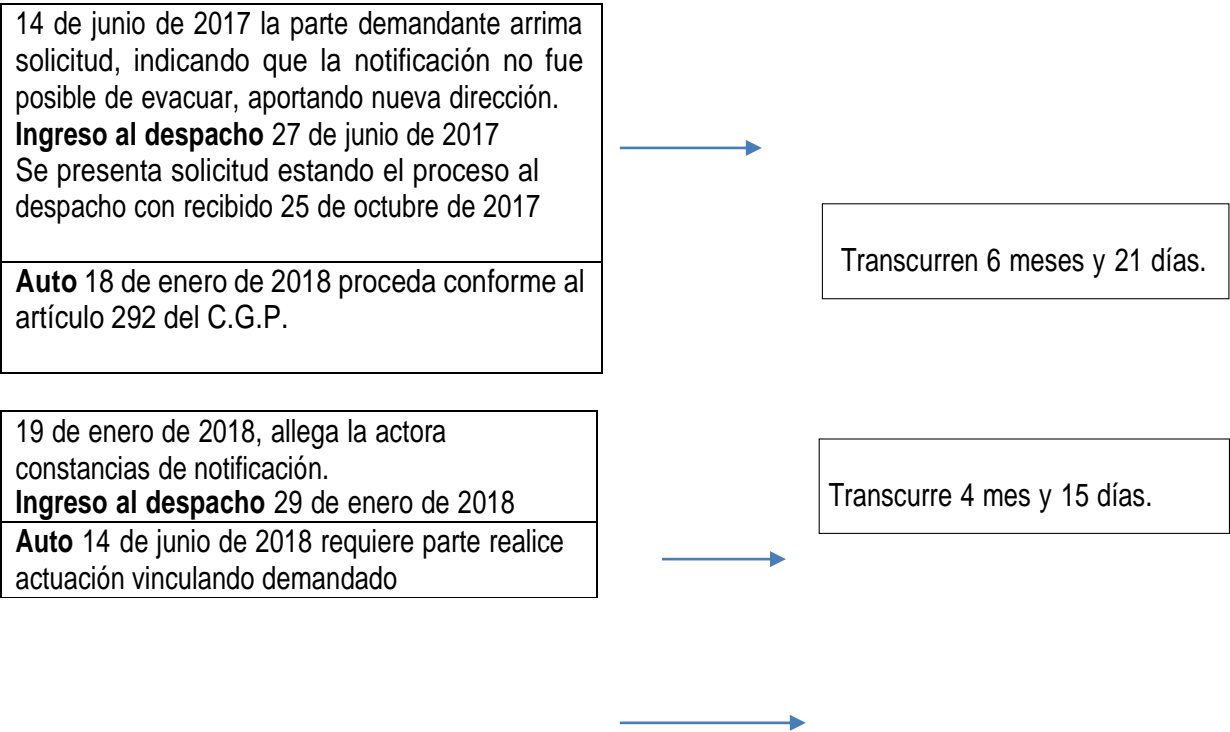 14 de junio de 2017 la parte demandante arrima
solicitud, indicando que la notificación no fue
posible de evacuar, aportando nueva dirección.
Ingreso al despacho 27 de junio de 2017
Se presenta solicitud estando el proceso al
despacho con recibido 25 de octubre de 2017
Auto 18 de enero de 2018 proceda conforme al
artículo 292 del C.G.P.
Transcurren 6 meses y 21 días.
19 de enero de 2018, allega la actora
constancias de notificación.
Ingreso al despacho 29 de enero de 2018
Auto 14 de junio de 2018 requiere parte realice
actuación vinculando demandado
Transcurre 4 mes y 15 días.